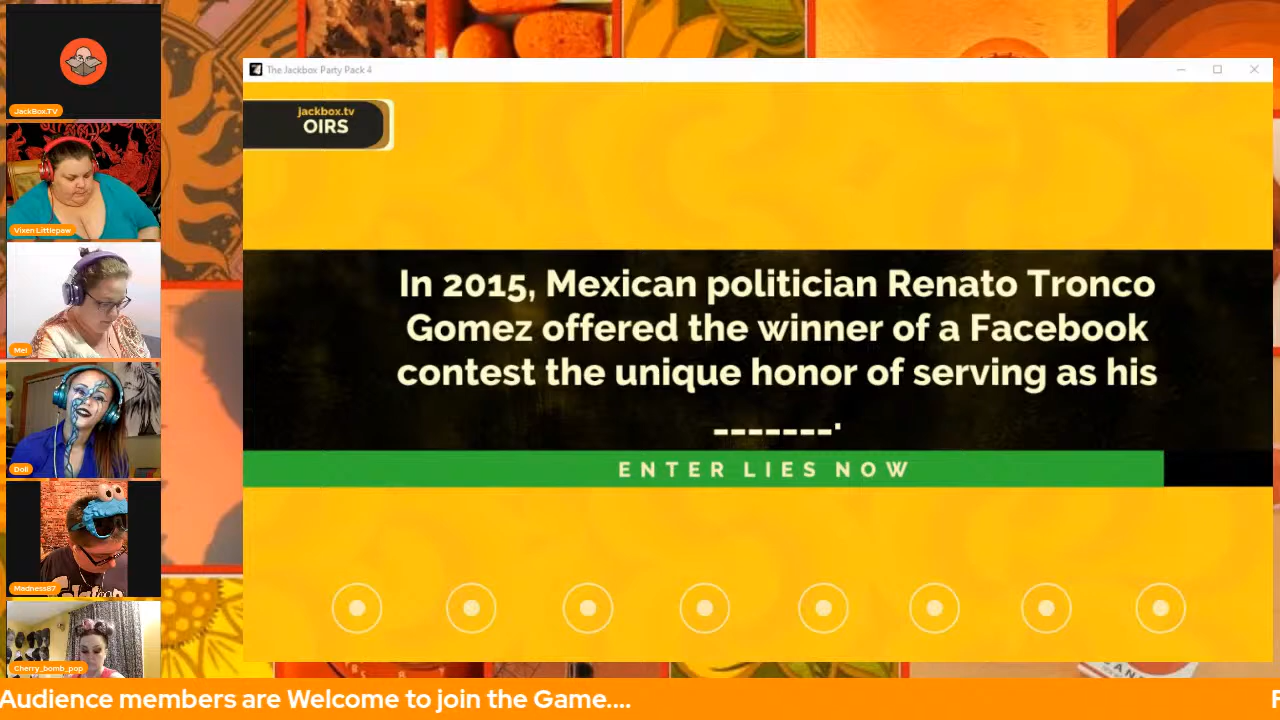 JackBox.TV
Vixen Littlepaw
Mel
Doll
Madness87
Cherry_bomb_pop
The Jackbox Party Pack 4
jackbox.tv
OIRS
In 2015, Mexican politician Renato Tronco
Gomez offered the winner of a Facebook
contest the unique honor of serving as his
_______.
ENTER LIES NOW
Audience members are Welcome to join the Game....